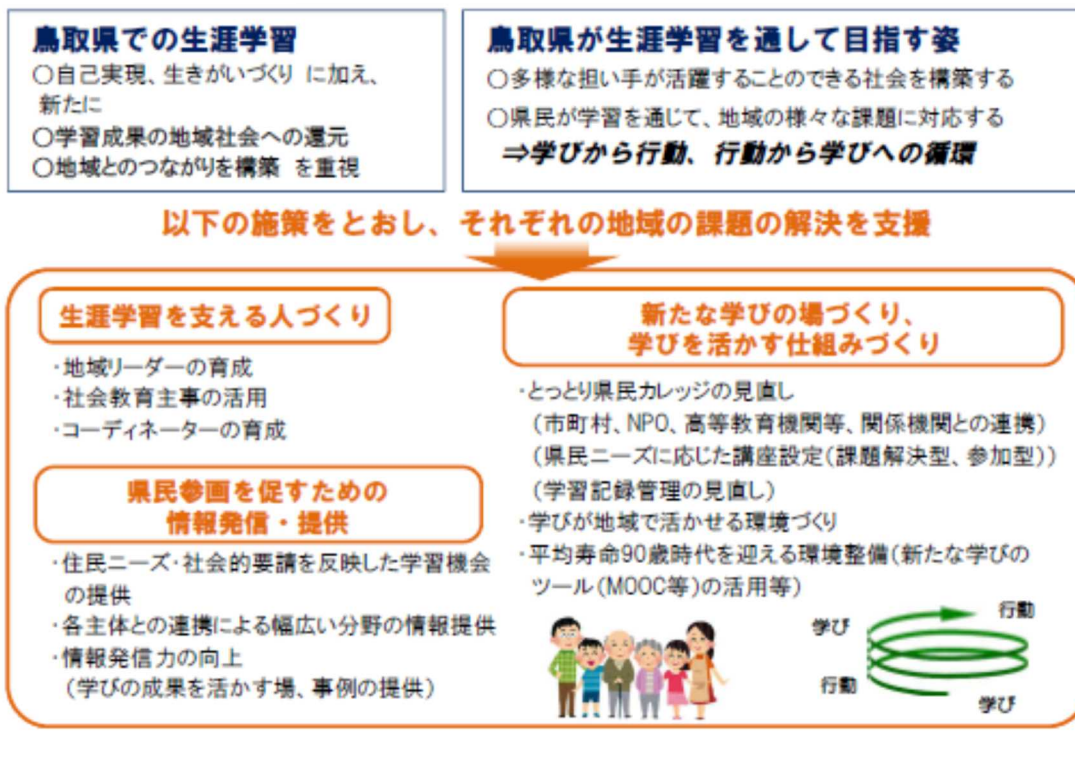 鳥取県での生涯学習
○自己実現、生きがいづくり に加え、
新たに
○学習成果の地域社会への還元
○地域とのつながりを構築 を重視
鳥取県が生涯学習を通して目指す姿
○多様な担い手が活躍することのできる社会を構築する
○県民が学習を通じて、地域の様々な課題に対応する
⇒学びから行動、行動から学びへの循環
以下の施策をとおし、それぞれの地域の課題の解決を支援
生涯学習を支える人づくり
・地域リーダーの育成
・社会教育主事の活用
・コーディネーターの育成
県民参画を促すための
情報発信・提供
・住民ニーズ・社会的要請を反映した学習機会
の提供
・各主体との連携による幅広い分野の情報提供
・情報発信力の向上
(学びの成果を活かす場、事例の提供)
新たな学びの場づくり、
学びを活かす仕組みづくり
・とっとり県民カレッジの見直し
(市町村、NPO、高等教育機関等、関係機関との連携)
(県民ニーズに応じた講座設定(課題解決型、参加型))
(学習記録管理の見直し)
・学びが地域で活かせる環境づくり
・平均寿命90歳時代を迎える環境整備(新たな学びの
ツール(MOOC等)の活用等)
行動
学び
行動
学び